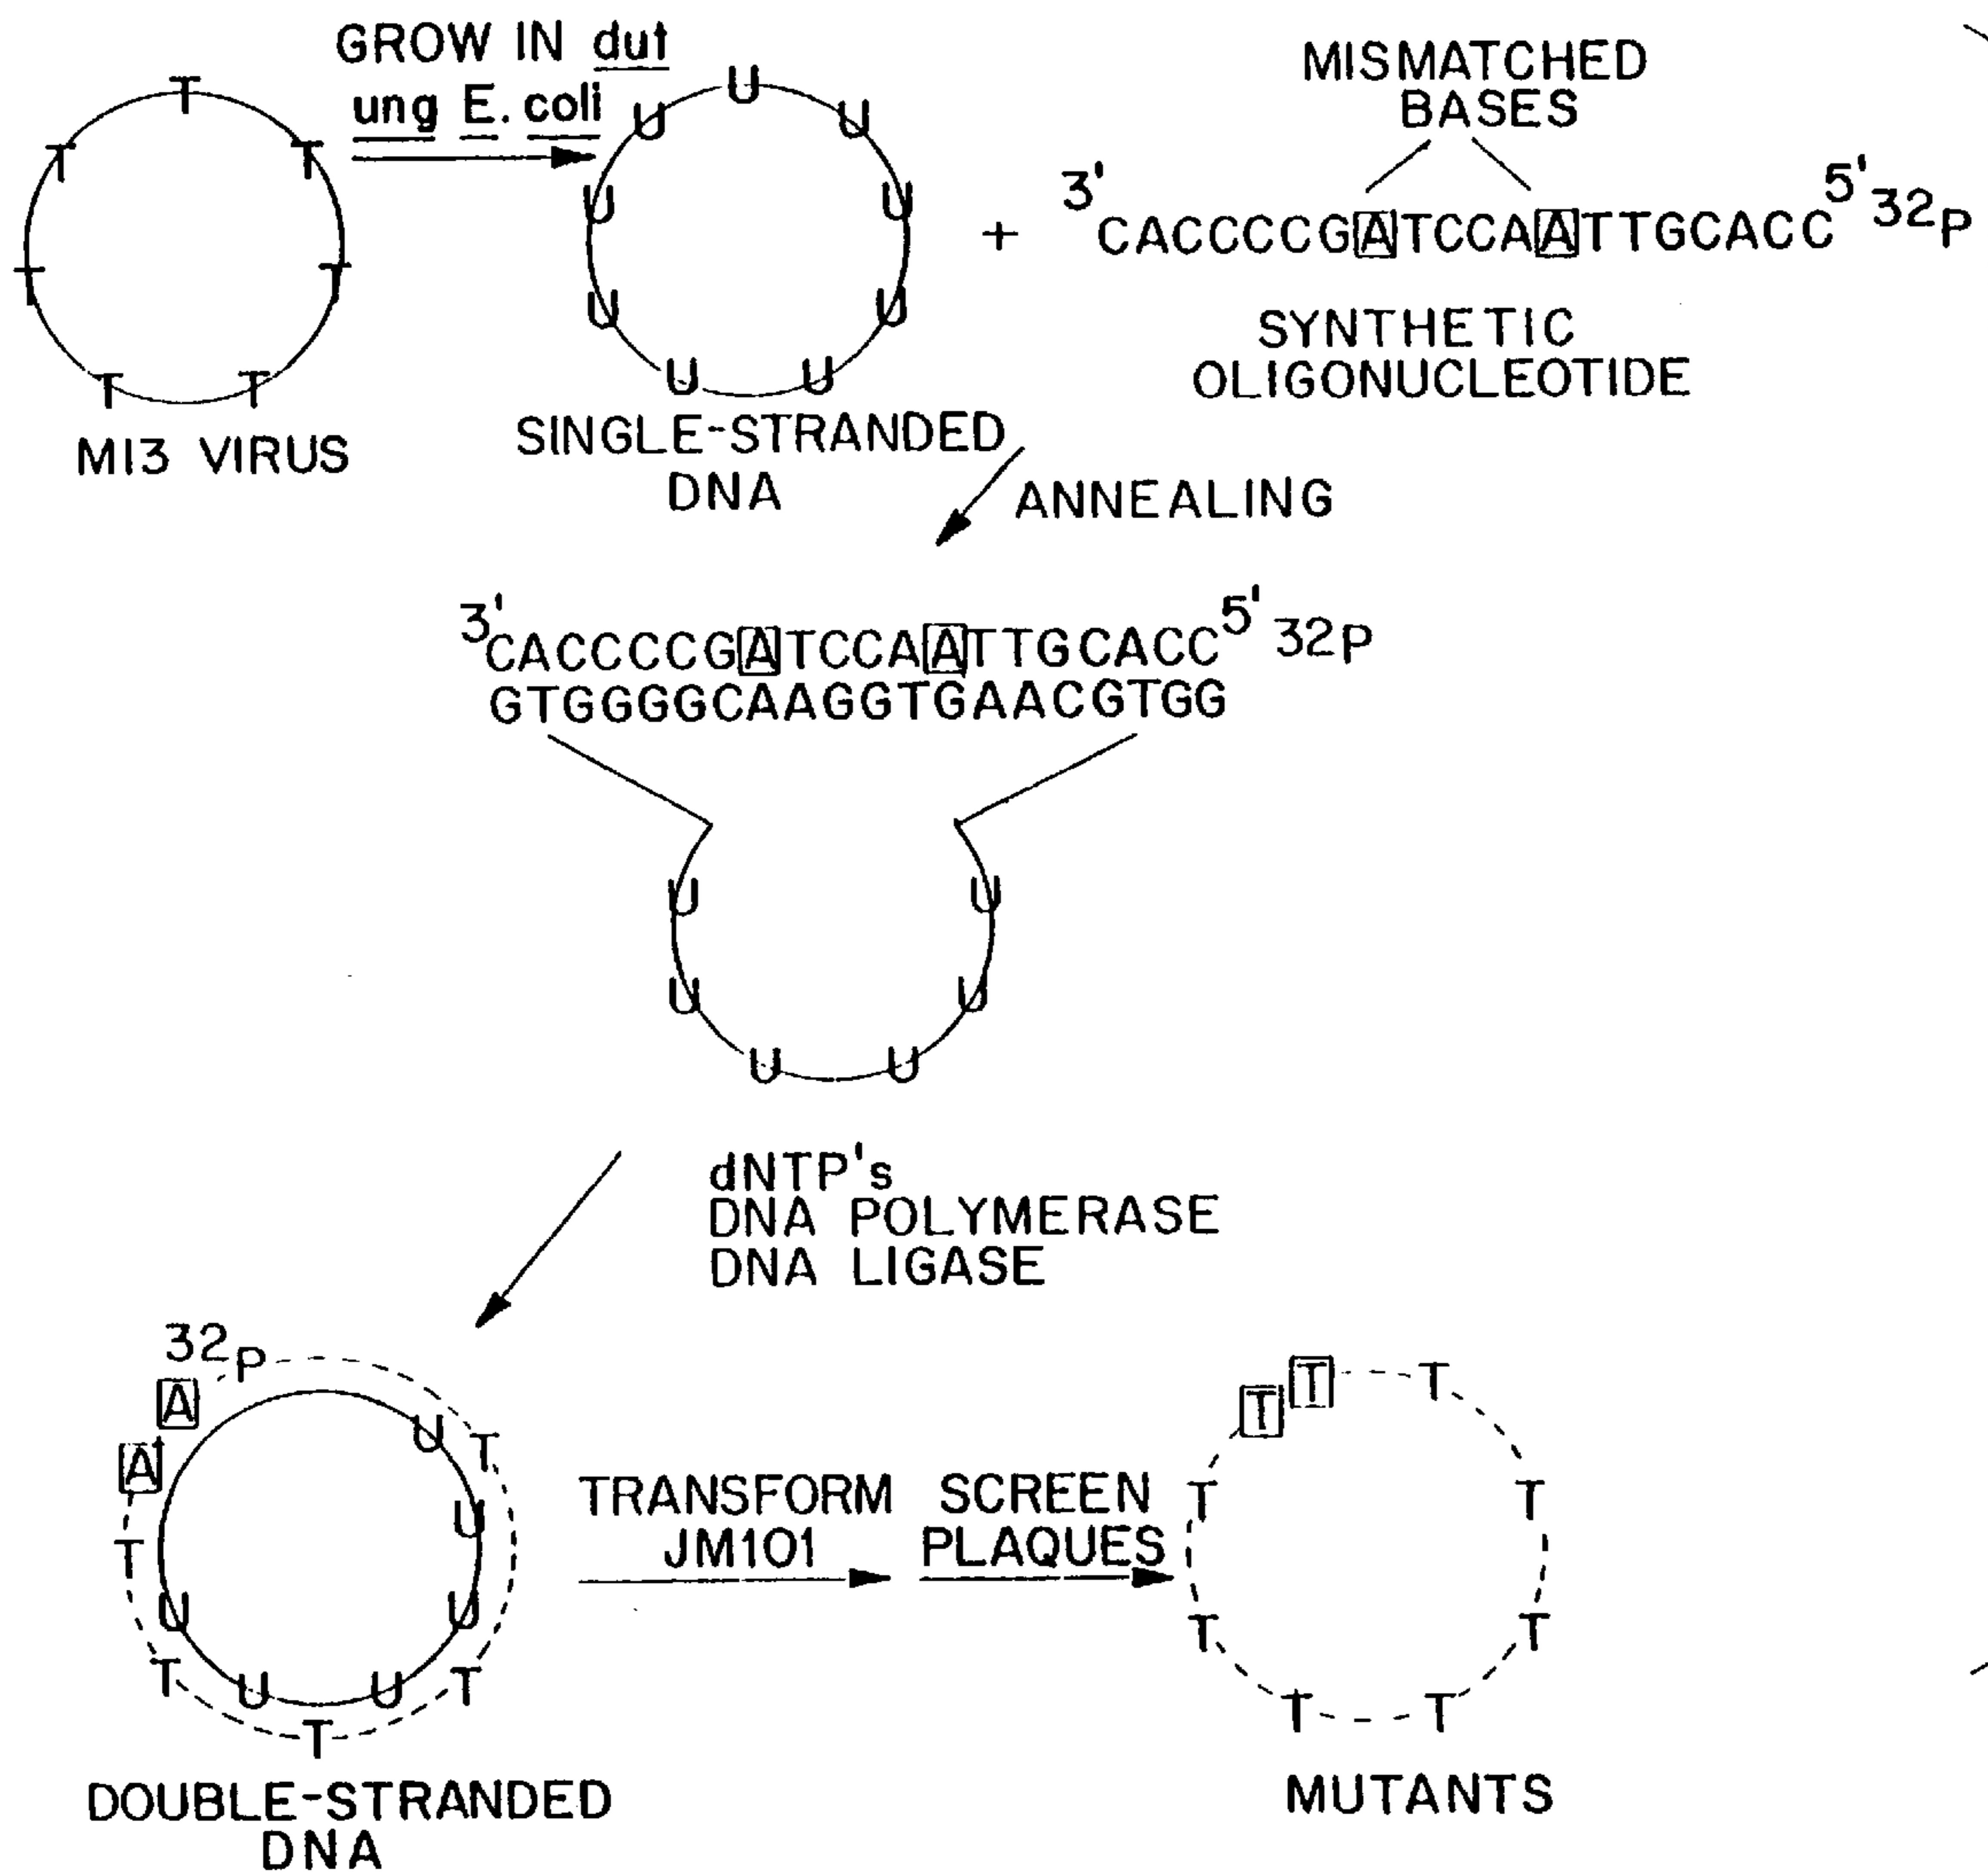 GROW IN dut
ung E. coli
T
T
T
T
T
T
T
M13 VIRUS
U
U
U
U
U
U
U
U
U
SINGLE-STRANDED
DNA
+
MISMATCHED
BASES
3' CACCCCGATCCAATTGCACC 5' 32P
SYNTHETIC
OLIGONUCLEOTIDE
ANNEALING
3' CACCCCGATCCAATTGCACC 5' 32P
GTGGGGCAAGGTGAACGTGG
U
U
U
U
U
U
dNTP's
DNA POLYMERASE
DNA LIGASE
32P
A
A
U
T
U
T
U
U
T
U
U
T
T
DOUBLE-STRANDED
DNA
TRANSFORM
JM101
SCREEN
PLAQUES
T
T
T
T
T
T
T
T
T
MUTANTS